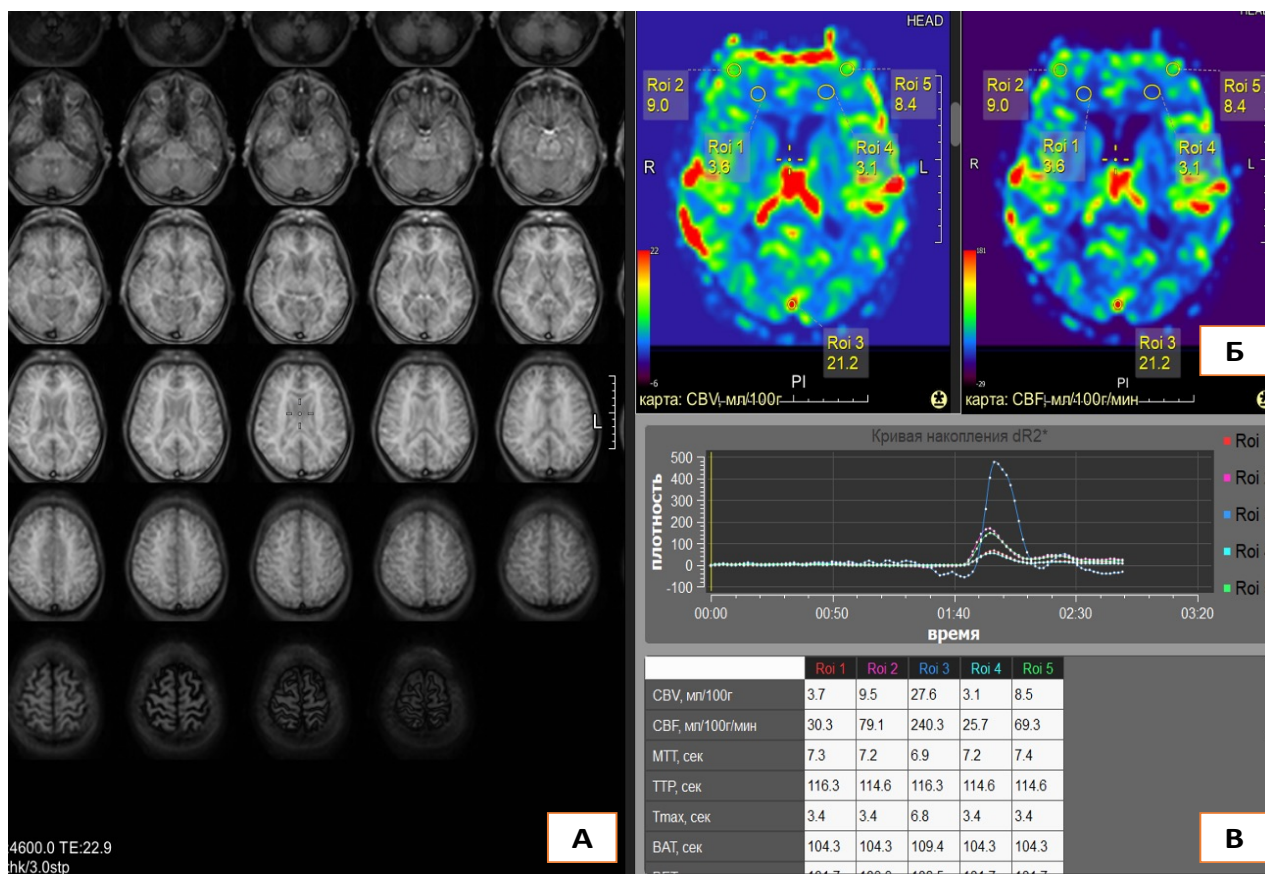 4600.0 TE:22.9
thk/3.0stp
А
HEAD
Roi 2
9.0
Roi 5
8.4
Roi 1
3.6
Roi 4
3.1
R
L
22
-6
Roi 3
21.2
PI
карта: CBV, мл/100г
Roi 2
9.0
Roi 5
8.4
Roi 1
3.6
Roi 4
3.1
R
L
181
-29
Roi 3
21.2
PI
карта: CBF, мл/100г/мин
Б
L
Кривая накопления dR2*
плотность
500
400
300
200
100
0
-100
00:00 00:50 01:40 02:30 03:20
время
Roi
Roi
Roi
Roi
Roi
Roi 1 Roi 2 Roi 3 Roi 4 Roi 5
CBV, мл/100г 3.7 9.5 27.6 3.1 8.5
CBF, мл/100г/мин 30.3 79.1 240.3 25.7 69.3
MTT, сек 7.3 7.2 6.9 7.2 7.4
TTP, сек 116.3 114.6 116.3 114.6 114.6
Tmax, сек 3.4 3.4 6.8 3.4 3.4
BAT, сек 104.3 104.3 109.4 104.3 104.3
В